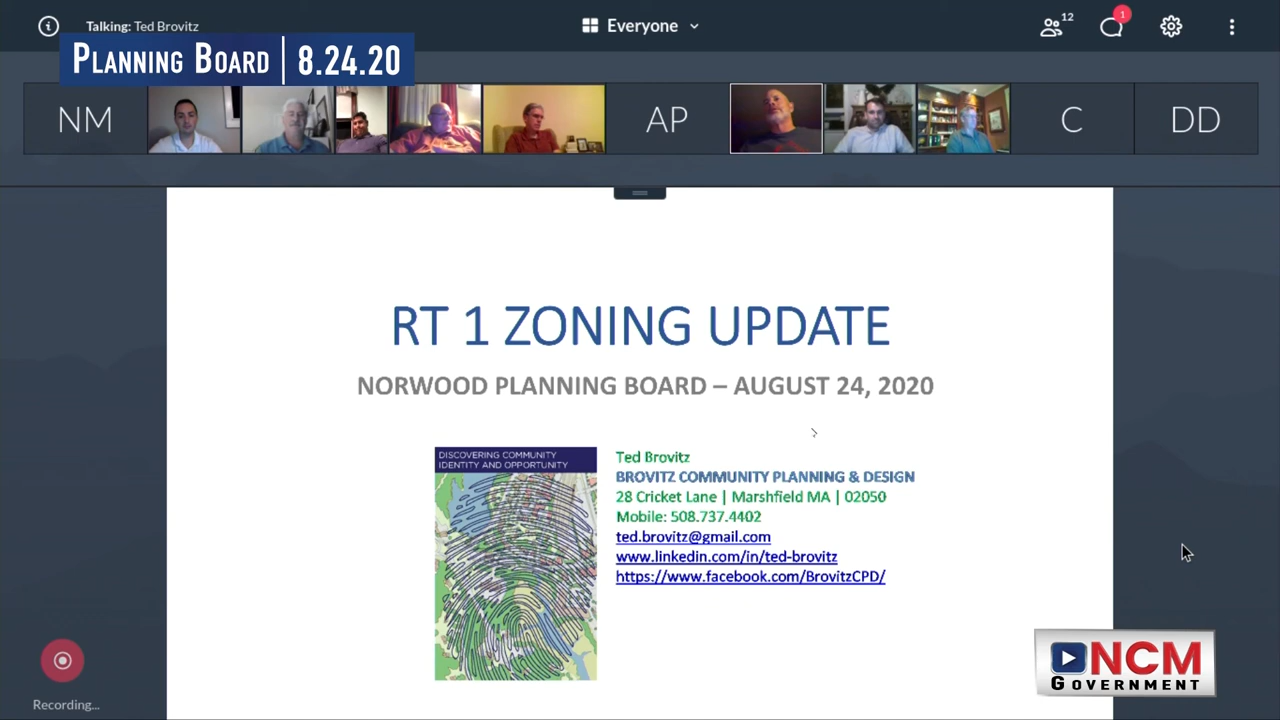 Talking: Ted Brovitz
Everyone
12
1
PLANNING BOARD | 8.24.20
NM
AP
C
DD
RT 1 ZONING UPDATE
NORWOOD PLANNING BOARD – AUGUST 24, 2020
DISCOVERING COMMUNITY
IDENTITY AND OPPORTUNITY
Ted Brovitz
BROVITZ COMMUNITY PLANNING & DESIGN
28 Cricket Lane | Marshfield MA | 02050
Mobile: 508.737.4402
ted.brovitz@gmail.com
www.linkedin.com/in/ted-brovitz
https://www.facebook.com/BrovitzCPD/
Recording...
NCM
GOVERNMENT